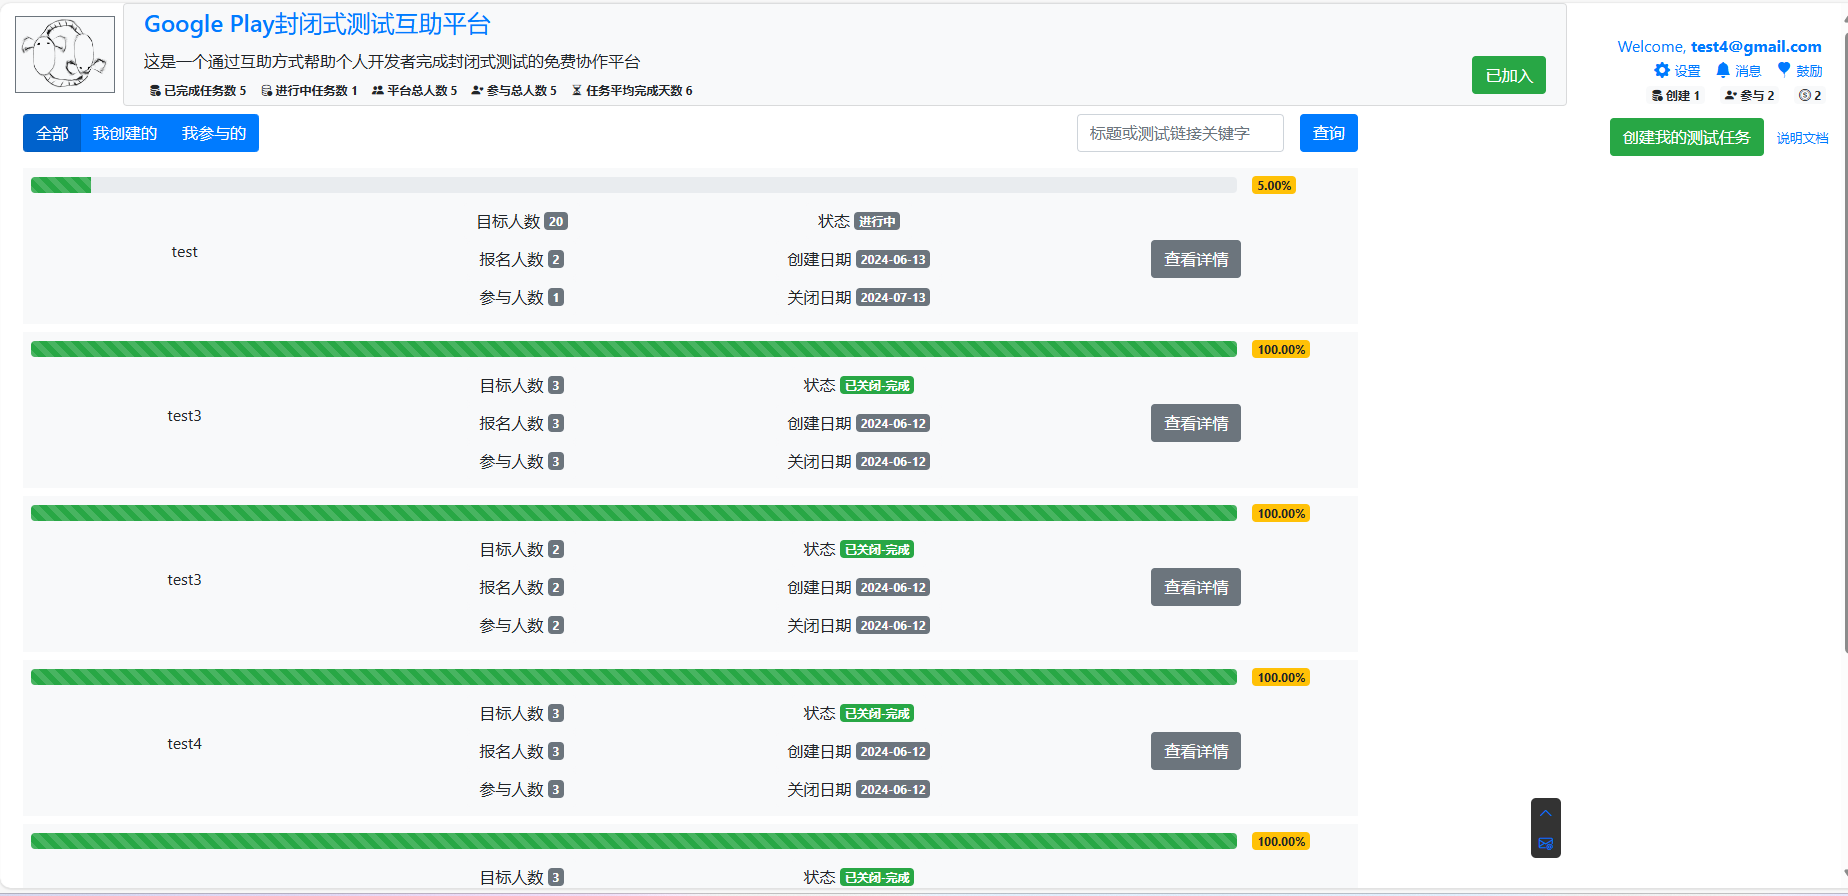 Google Play封闭式测试互助平台
这是一个通过互助方式帮助个人开发者完成封闭式测试的免费协作平台
已完成任务数 5 进行中任务数 1 平台总人数 5 参与总人数 5 任务平均完成天数 6
已加入
Welcome, test4@gmail.com
设置 消息 鼓励
创建 1 参与 2 2
全部 我创建的 我参与的
标题或测试链接关键字 查询
创建我的测试任务 说明文档
5.00%
目标人数 20 状态 进行中
test
报名人数 2 创建日期 2024-06-13 查看详情
参与人数 1 关闭日期 2024-07-13
100.00%
目标人数 3 状态 已关闭-完成
test3
报名人数 3 创建日期 2024-06-12 查看详情
参与人数 3 关闭日期 2024-06-12
100.00%
目标人数 2 状态 已关闭-完成
test3
报名人数 2 创建日期 2024-06-12 查看详情
参与人数 2 关闭日期 2024-06-12
100.00%
目标人数 3 状态 已关闭-完成
test4
报名人数 3 创建日期 2024-06-12 查看详情
参与人数 3 关闭日期 2024-06-12
100.00%
目标人数 3 状态 已关闭-完成